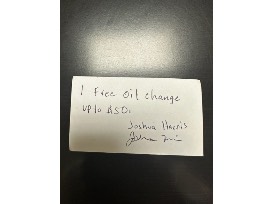 1 Free Oil change
up to $50.
Joshua Harris